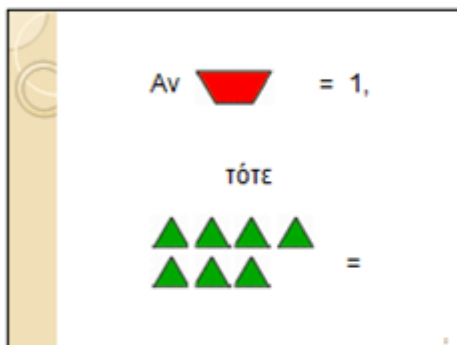 Αν = 1,
τότε
=